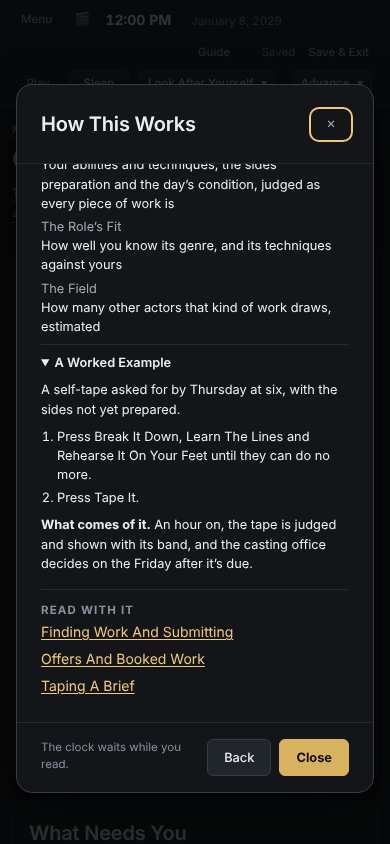 Menu 🎬 12:00 PM January 8, 2029
Guide Saved Save & Exit
Play Sleep Look After Yourself ▾ Advance ▾
How This Works ×
Your abilities and techniques, the sides
preparation and the day’s condition, judged as
every piece of work is
The Role’s Fit
How well you know its genre, and its techniques
against yours
The Field
How many other actors that kind of work draws,
estimated
▼ A Worked Example
A self-tape asked for by Thursday at six, with the
sides not yet prepared.
1. Press Break It Down, Learn The Lines and
Rehearse It On Your Feet until they can do no
more.
2. Press Tape It.
What comes of it. An hour on, the tape is judged
and shown with its band, and the casting office
decides on the Friday after it’s due.
READ WITH IT
Finding Work And Submitting
Offers And Booked Work
Taping A Brief
The clock waits while you
read.
Back Close
What Needs You